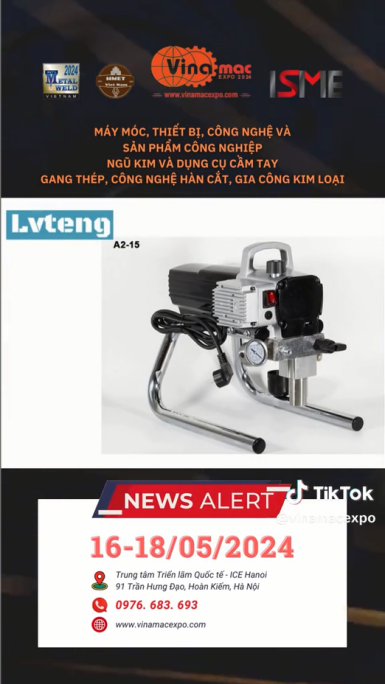 2024
METAL
WELD
VIETNAM
HMET
Viet Nam
Vinamac
EXPO 2024
www.vinamacexpo.com
ISME
MÁY MÓC, THIẾT BỊ, CÔNG NGHỆ VÀ
SẢN PHẨM CÔNG NGHIỆP
NGŨ KIM VÀ DỤNG CỤ CẦM TAY
GANG THÉP, CÔNG NGHỆ HÀN CẮT, GIA CÔNG KIM LOẠI
Lvteng
A2-15
NEWS ALERT
TikTok
@vinamacexpo
16-18/05/2024
Trung tâm Triển lãm Quốc tế - ICE Hanoi
91 Trần Hưng Đạo, Hoàn Kiếm, Hà Nội
0976. 683. 693
www.vinamacexpo.com